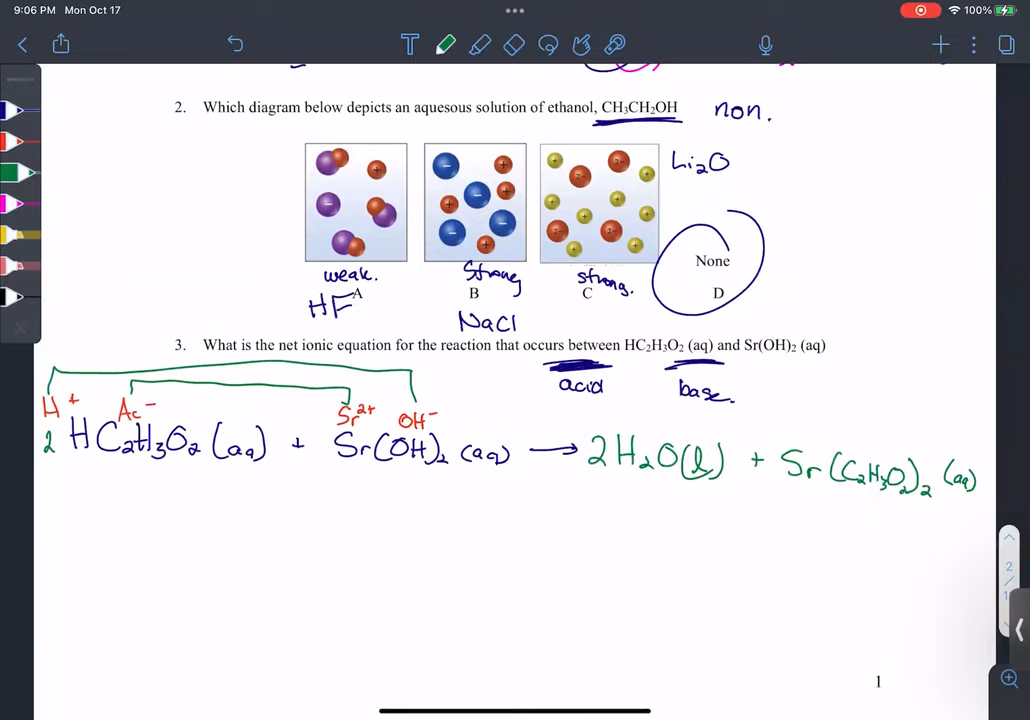 9:06 PM Mon Oct 17
100%
2. Which diagram below depicts an aquesous solution of ethanol, CH₃CH₂OH non.
Li₂O
None
weak. Strong strong.
A B C D
HF NaCl
3. What is the net ionic equation for the reaction that occurs between HC₂H₃O₂ (aq) and Sr(OH)₂ (aq)
acid base.
H⁺ Ac⁻ Sr²⁺ OH⁻
2 HC₂H₃O₂ (aq) + Sr(OH)₂ (aq) → 2H₂O(l) + Sr(C₂H₃O₂)₂ (aq)
2
/
1